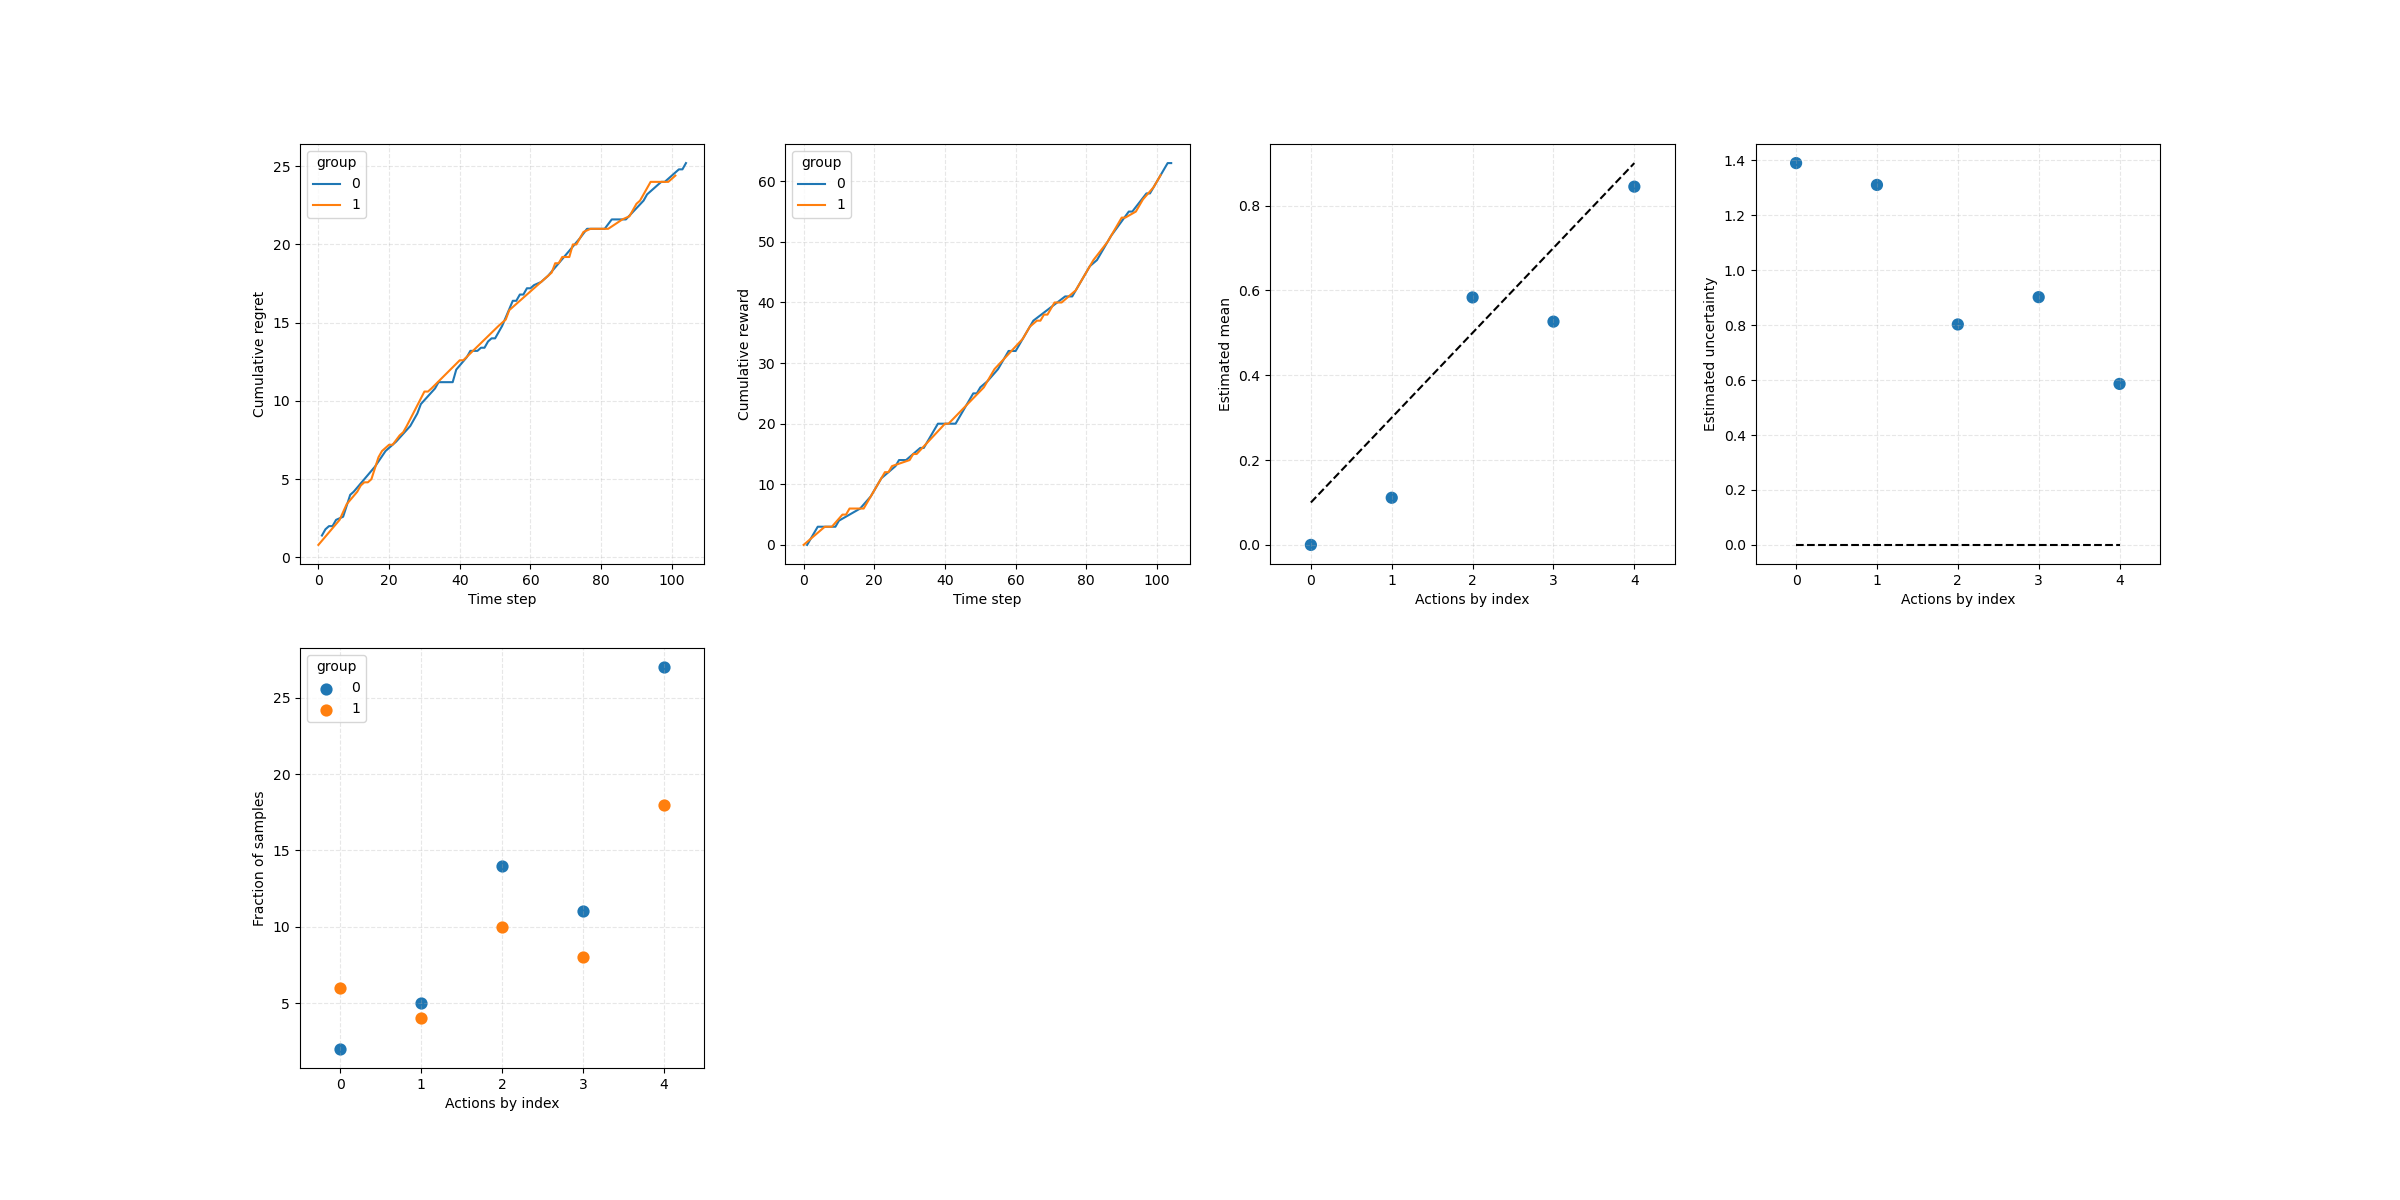 group
0
1
25
20
15
10
5
0
Cumulative regret
0 20 40 60 80 100
Time step
group
0
1
60
50
40
30
20
10
0
Cumulative reward
0 20 40 60 80 100
Time step
0.8
0.6
0.4
0.2
0.0
Estimated mean
0 1 2 3 4
Actions by index
1.4
1.2
1.0
0.8
0.6
0.4
0.2
0.0
Estimated uncertainty
0 1 2 3 4
Actions by index
group
0
1
25
20
15
10
5
Fraction of samples
0 1 2 3 4
Actions by index